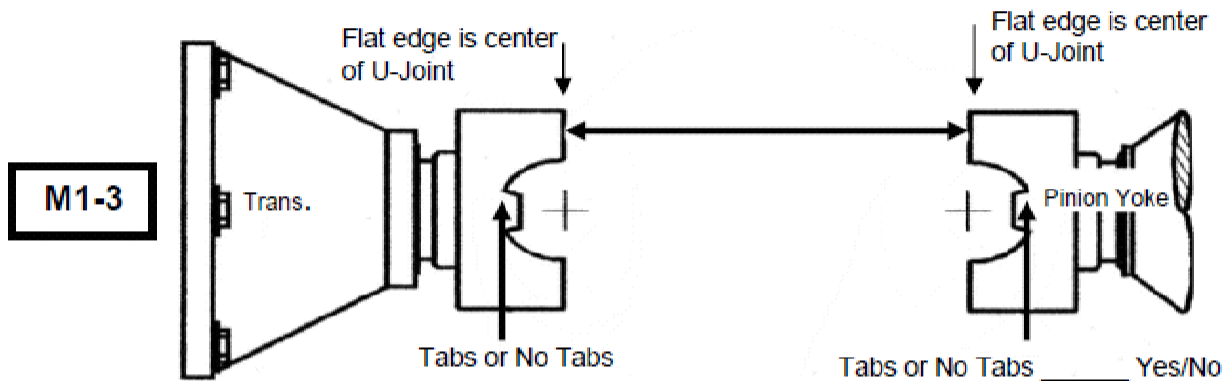 Flat edge is center
of U-Joint
Flat edge is center
of U-Joint
M1-3
Trans.
Pinion Yoke
Tabs or No Tabs
Tabs or No Tabs ______ Yes/No